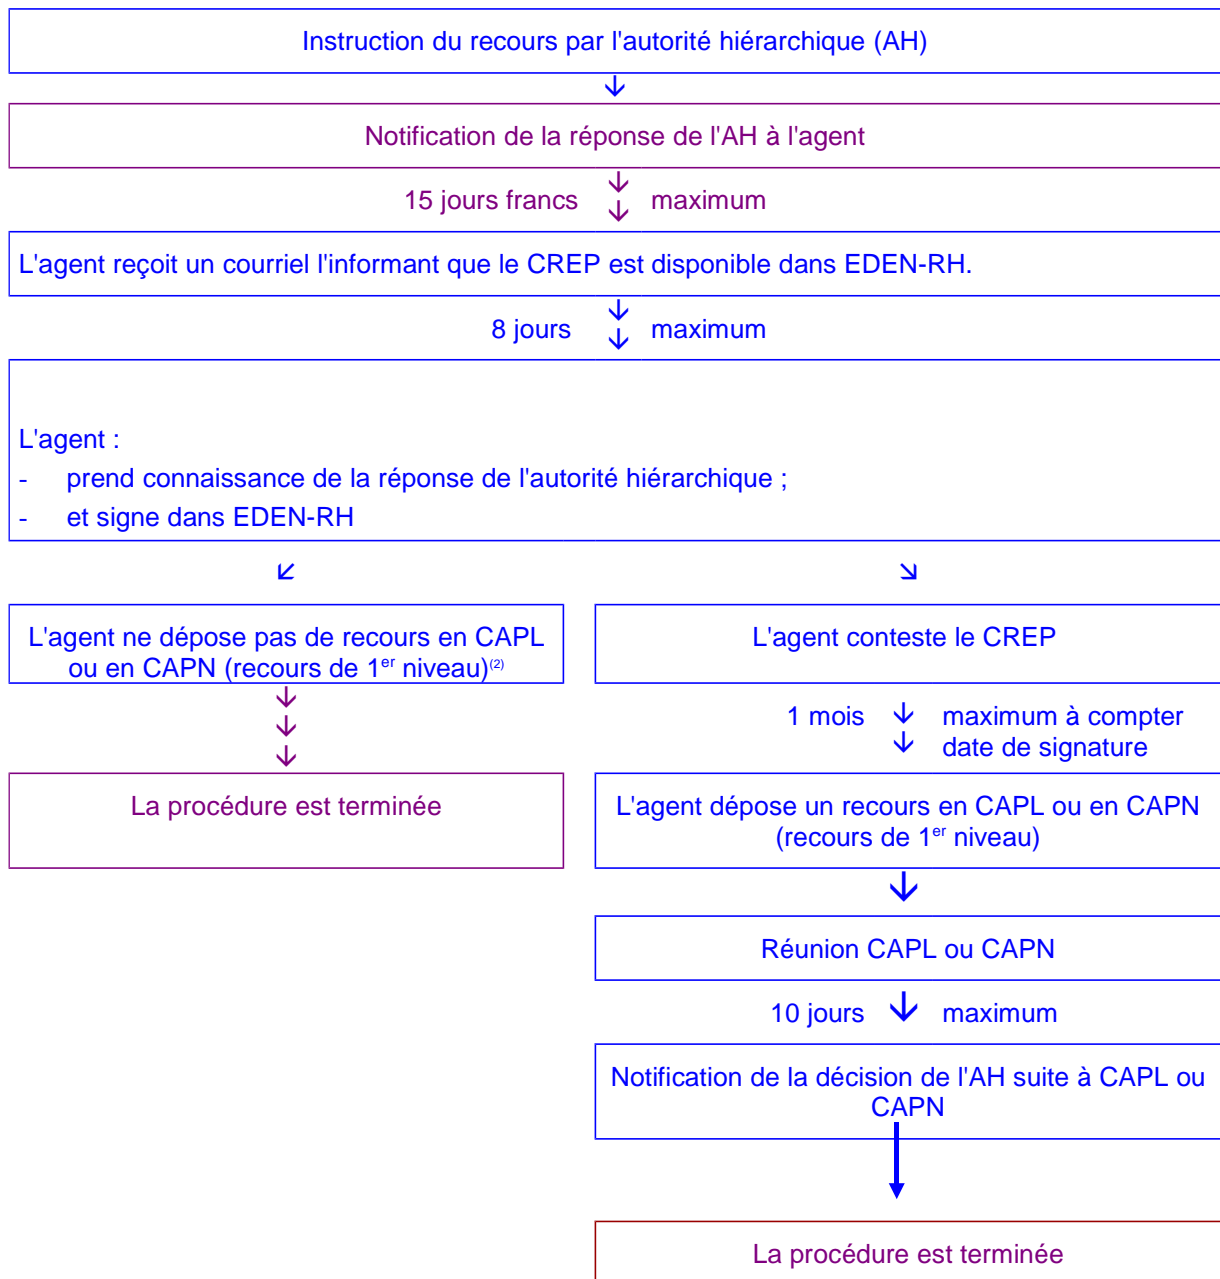 Instruction du recours par l'autorité hiérarchique (AH)
Notification de la réponse de l'AH à l'agent
15 jours francs maximum
L'agent reçoit un courriel l'informant que le CREP est disponible dans EDEN-RH.
8 jours maximum
L'agent :
- prend connaissance de la réponse de l'autorité hiérarchique ;
- et signe dans EDEN-RH
L'agent ne dépose pas de recours en CAPL
ou en CAPN (recours de 1er niveau)(2)
La procédure est terminée
L'agent conteste le CREP
1 mois maximum à compter
date de signature
L'agent dépose un recours en CAPL ou en CAPN
(recours de 1er niveau)
Réunion CAPL ou CAPN
10 jours maximum
Notification de la décision de l'AH suite à CAPL ou
CAPN
La procédure est terminée